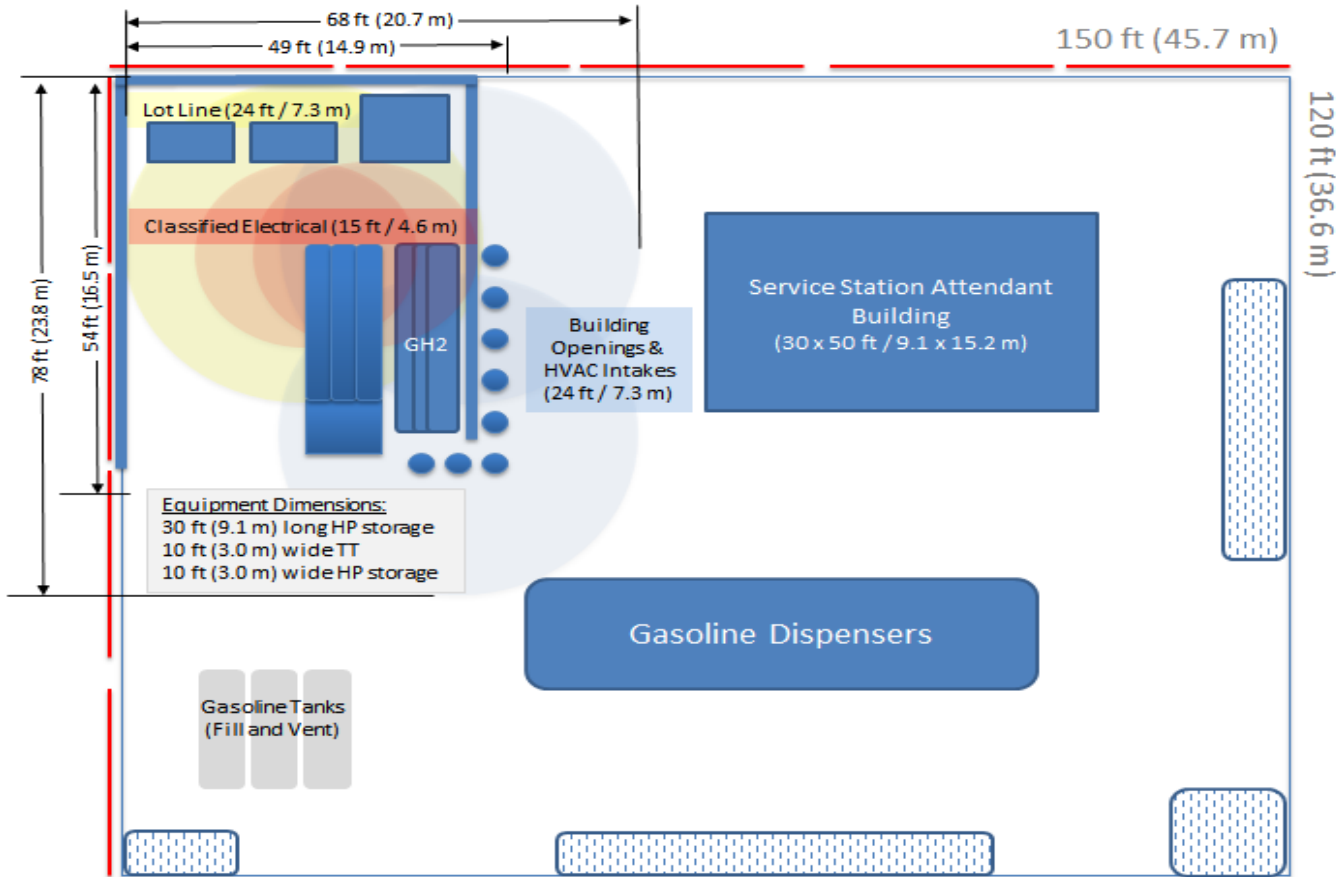 68 ft (20.7 m)
49 ft (14.9 m)
150 ft (45.7 m)
120 ft (36.6 m)
Lot Line (24 ft / 7.3 m)
Classified Electrical (15 ft / 4.6 m)
78 ft (23.8 m)
54 ft (16.5 m)
GH2
Building
Openings &
HVAC Intakes
(24 ft / 7.3 m)
Service Station Attendant
Building
(30 x 50 ft / 9.1 x 15.2 m)
Equipment Dimensions:
30 ft (9.1 m) long HP storage
10 ft (3.0 m) wide TT
10 ft (3.0 m) wide HP storage
Gasoline Dispensers
Gasoline Tanks
(Fill and Vent)